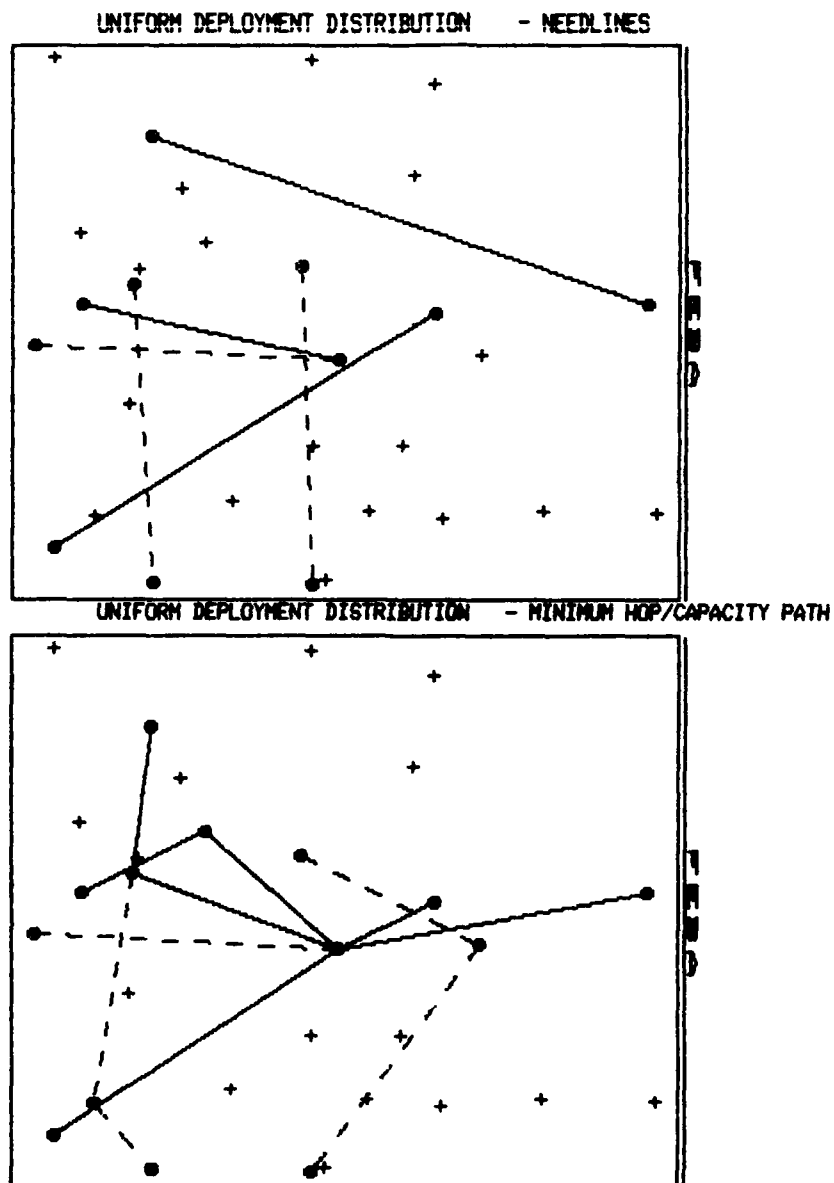 UNIFORM DEPLOYMENT DISTRIBUTION - NEEDLINES
UNIFORM DEPLOYMENT DISTRIBUTION - MINIMUM HOP/CAPACITY PATH